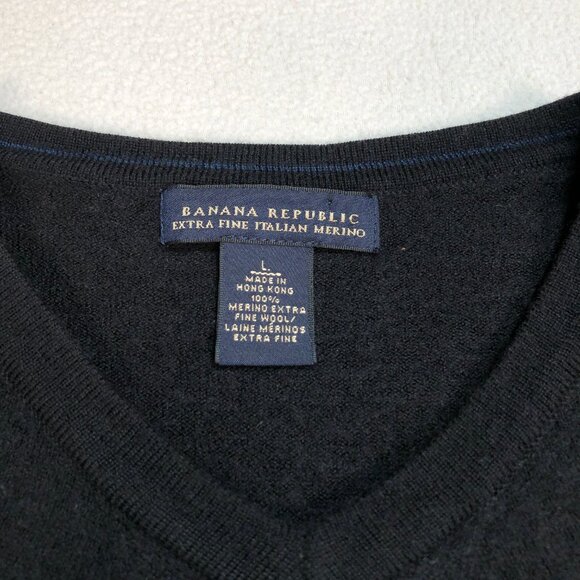 BANANA REPUBLIC
EXTRA FINE ITALIAN MERINO
L
MADE IN
HONG KONG
100%
MERINO EXTRA
FINE WOOL/
LAINE MÉRINOS
EXTRA FINE